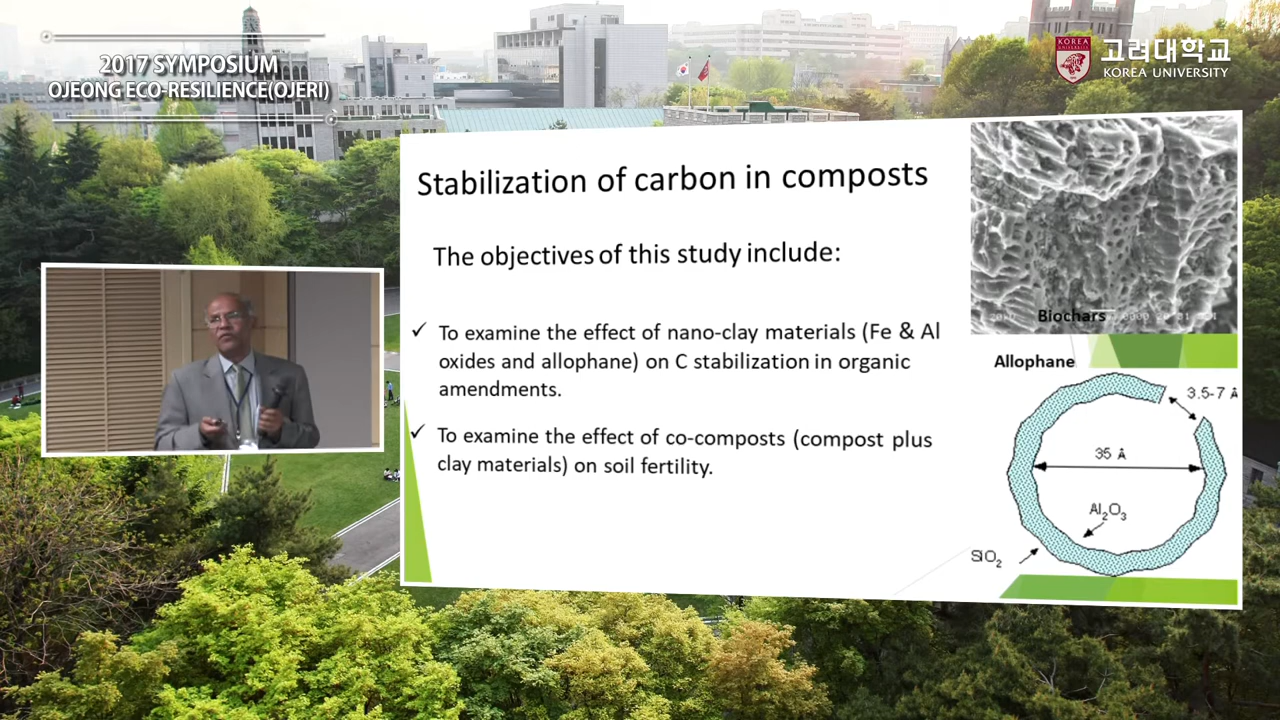 2017 SYMPOSIUM
OJEONG ECO-RESILIENCE(OJERI)
KOREA
UNIVERSITY
고려대학교
KOREA UNIVERSITY
Stabilization of carbon in composts
The objectives of this study include:
✓ To examine the effect of nano-clay materials (Fe & Al
oxides and allophane) on C stabilization in organic
amendments.
✓ To examine the effect of co-composts (compost plus
clay materials) on soil fertility.
Biochars
Allophane
3.5-7 Å
35 Å
Al₂O₃
SiO₂